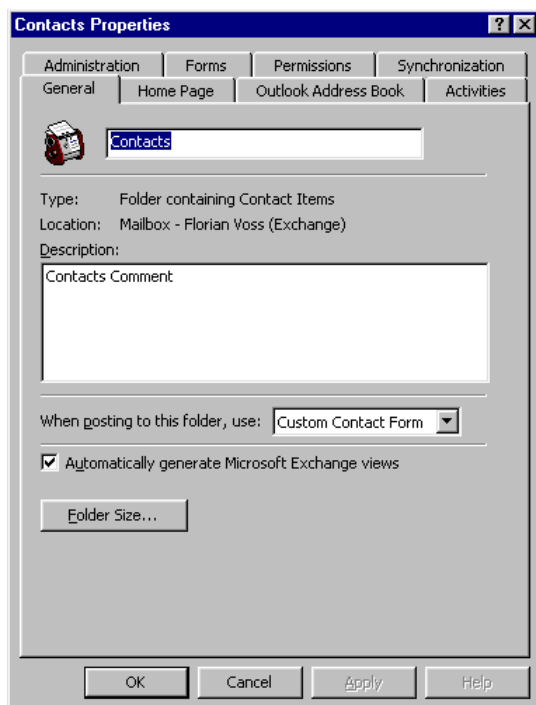 Contacts Properties
Administration Forms Permissions Synchronization
General Home Page Outlook Address Book Activities
Contacts
Type: Folder containing Contact Items
Location: Mailbox - Florian Voss (Exchange)
Description:
Contacts Comment
When posting to this folder, use: Custom Contact Form
Automatically generate Microsoft Exchange views
Folder Size...
OK Cancel Apply Help